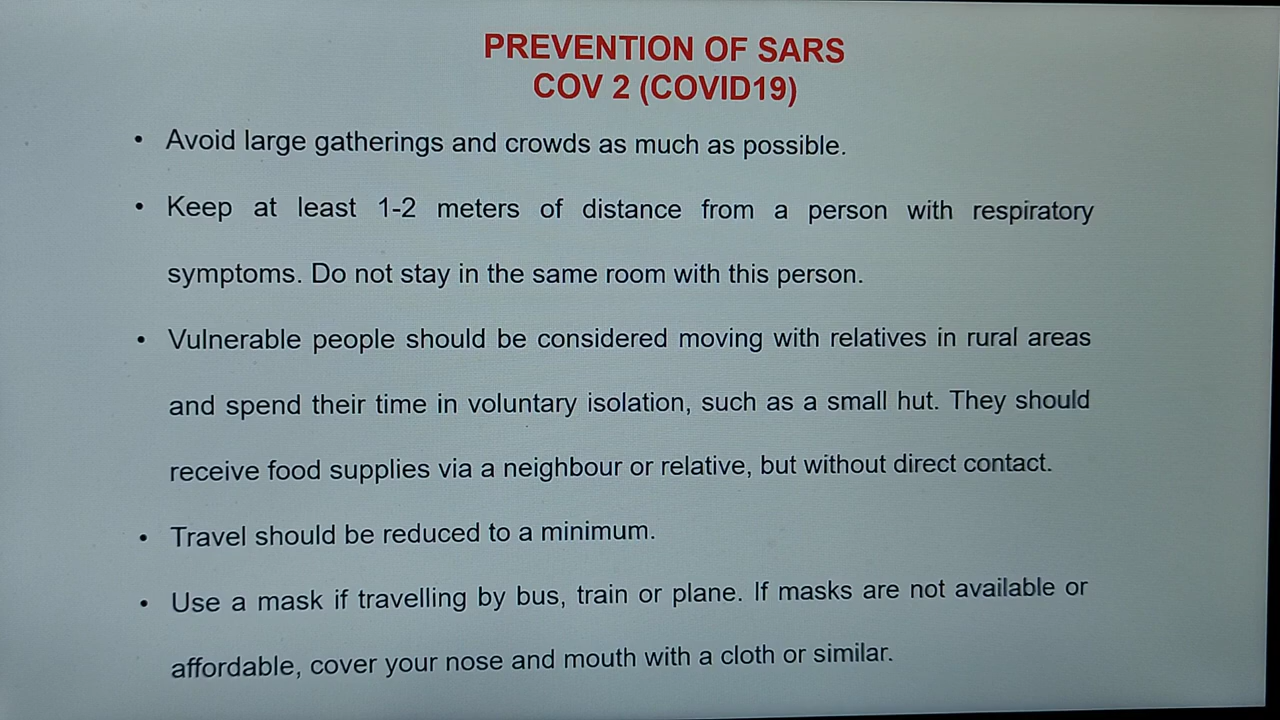 PREVENTION OF SARS
COV 2 (COVID19)
• Avoid large gatherings and crowds as much as possible.
• Keep at least 1-2 meters of distance from a person with respiratory
symptoms. Do not stay in the same room with this person.
• Vulnerable people should be considered moving with relatives in rural areas
and spend their time in voluntary isolation, such as a small hut. They should
receive food supplies via a neighbour or relative, but without direct contact.
• Travel should be reduced to a minimum.
• Use a mask if travelling by bus, train or plane. If masks are not available or
affordable, cover your nose and mouth with a cloth or similar.